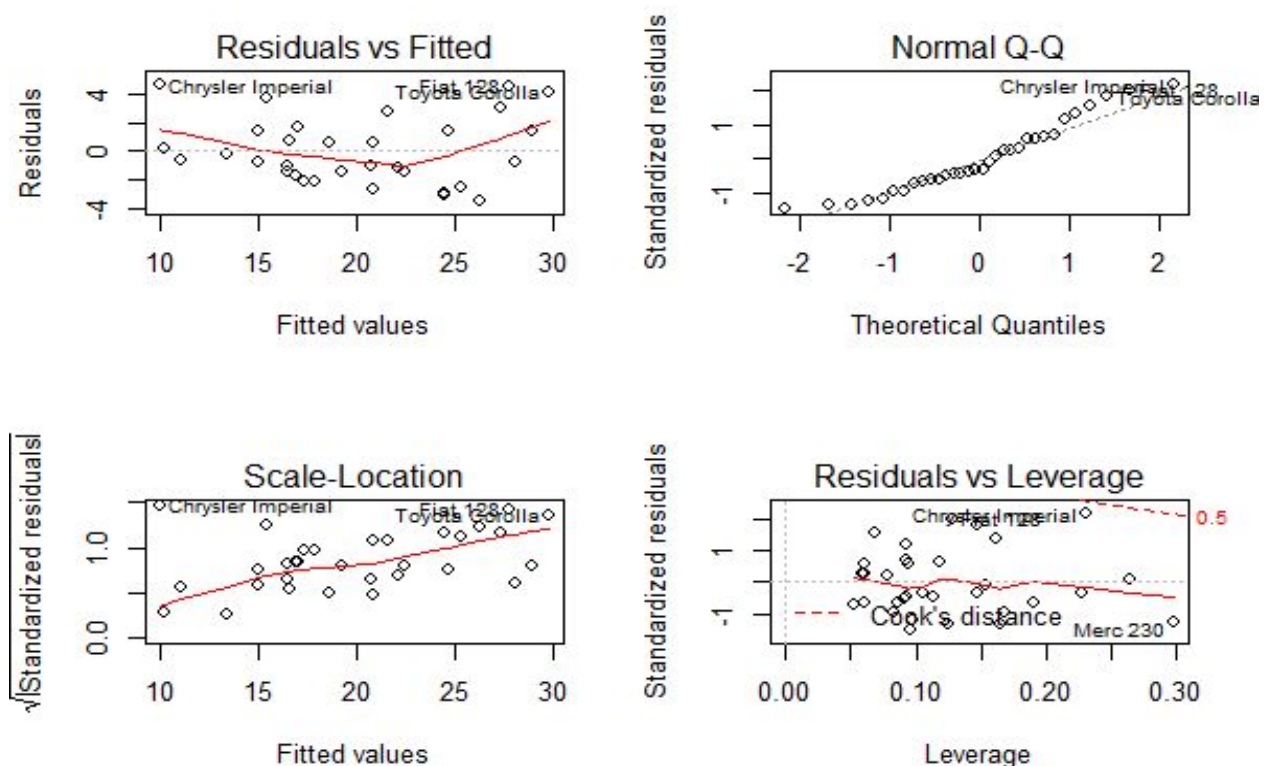 Residuals vs Fitted
Residuals
4
0
-4
Chrysler Imperial
Fiat 128
Toyota Corolla
10 15 20 25 30
Fitted values
Normal Q-Q
Standardized residuals
1
-1
Chrysler Imperial
Fiat 128
Toyota Corolla
-2 -1 0 1 2
Theoretical Quantiles
Scale-Location
√|Standardized residuals|
1.0
0.0
Chrysler Imperial
Fiat 128
Toyota Corolla
10 15 20 25 30
Fitted values
Residuals vs Leverage
Standardized residuals
1
-1
Chrysler Imperial
Fiat 128
0.5
Cook's distance
Merc 230
0.00 0.10 0.20 0.30
Leverage